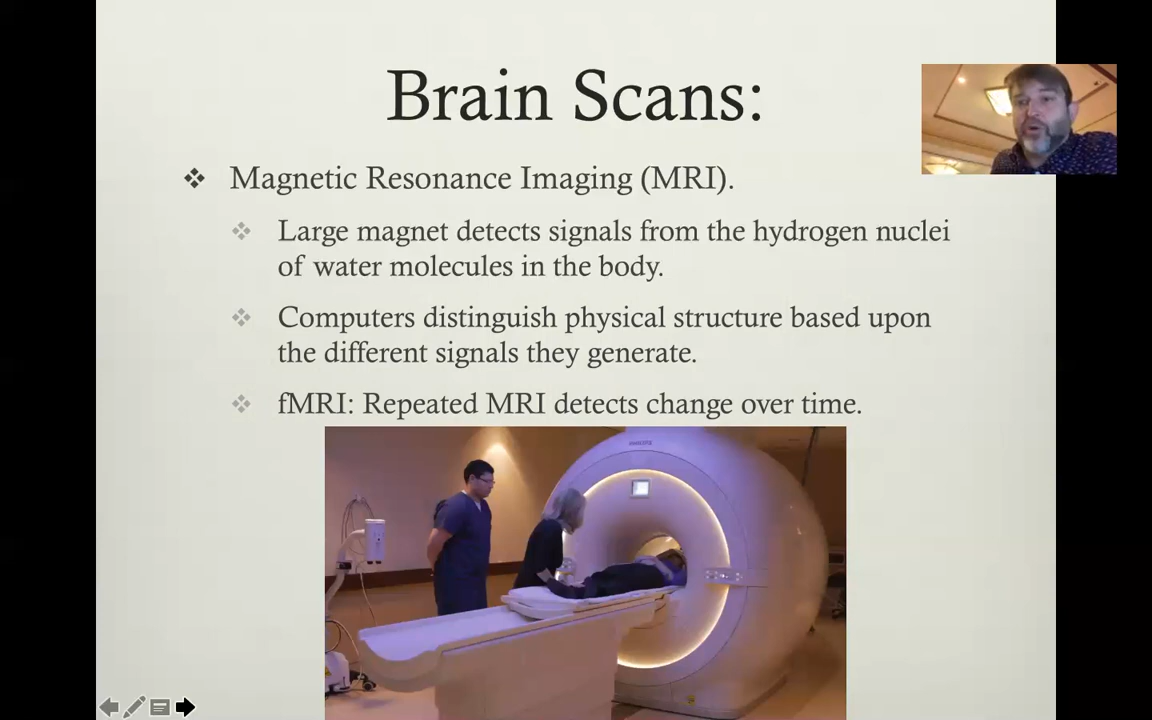 Brain Scans:
Magnetic Resonance Imaging (MRI).
Large magnet detects signals from the hydrogen nuclei
of water molecules in the body.
Computers distinguish physical structure based upon
the different signals they generate.
fMRI: Repeated MRI detects change over time.
PHILIPS